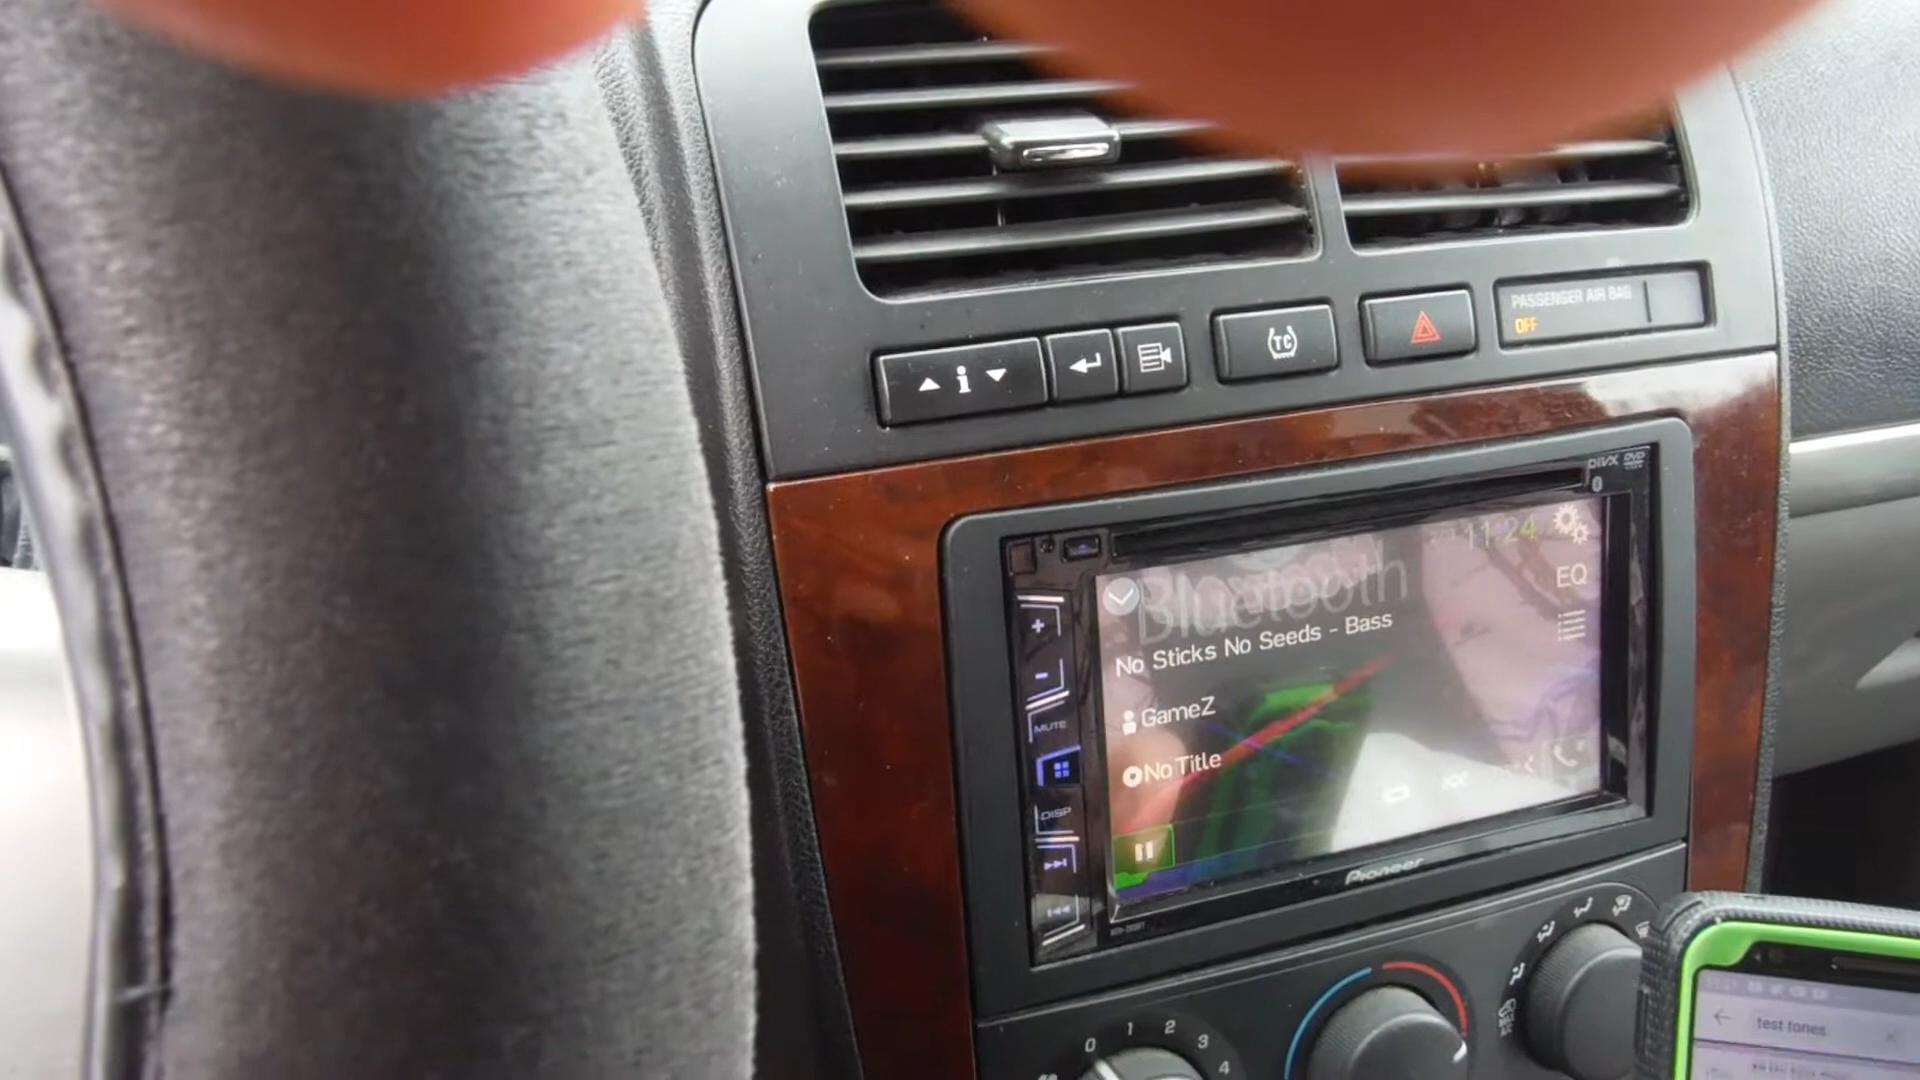 i
TC
PASSENGER AIR BAG
OFF
DIVX DVD
11:24
Bluetooth
EQ
No Sticks No Seeds - Bass
GameZ
No Title
+
-
MUTE
DISP
Pioneer
0 1 2 3 4
test tones